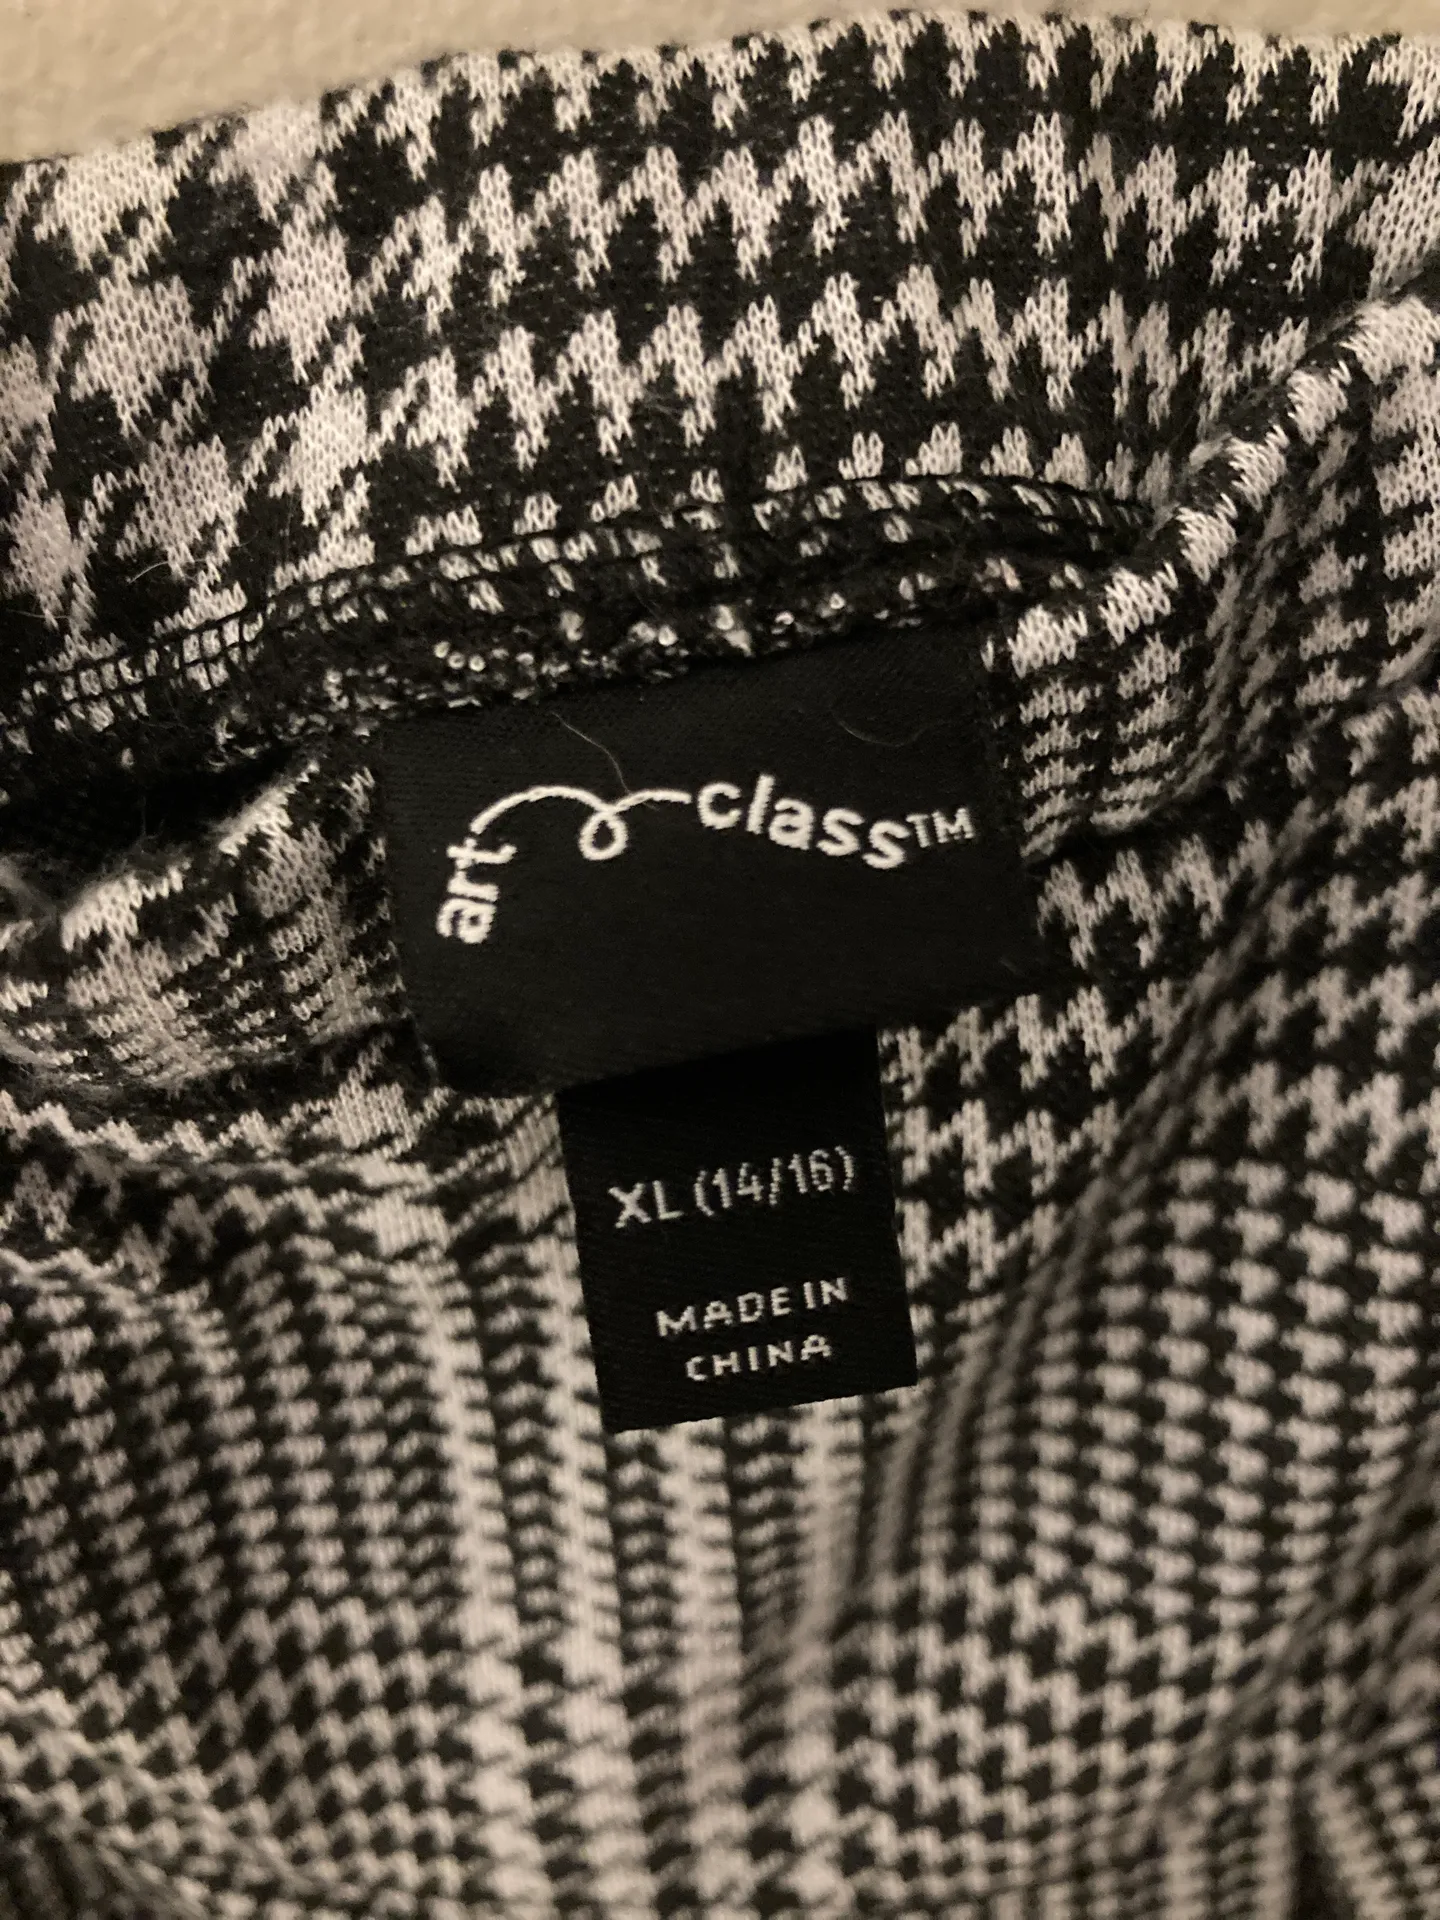 art class™
XL (14/16)
MADE IN
CHINA